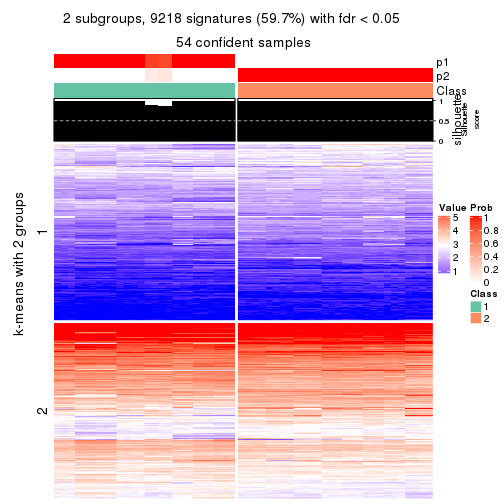 2 subgroups, 9218 signatures (59.7%) with fdr < 0.05
54 confident samples
p1
p2
Class
1
0.5
0
silhouette
Silhouette
score
k-means with 2 groups
1
2
Value
5
4
3
2
1
Prob
1
0.8
0.6
0.4
0.2
0
Class
1
2